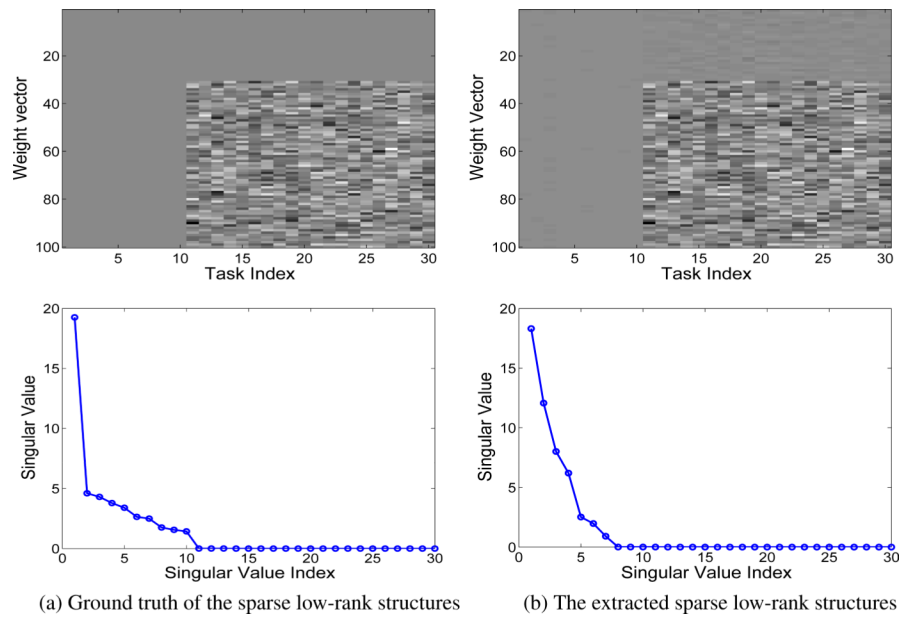 20
40
60
80
100
Weight vector
5 10 15 20 25 30
Task Index
20
40
60
80
100
Weight Vector
5 10 15 20 25 30
Task Index
20
15
10
5
0
Singular Value
0 5 10 15 20 25 30
Singular Value Index
20
15
10
5
0
Singular Value
0 5 10 15 20 25 30
Singular Value Index
(a) Ground truth of the sparse low-rank structures
(b) The extracted sparse low-rank structures